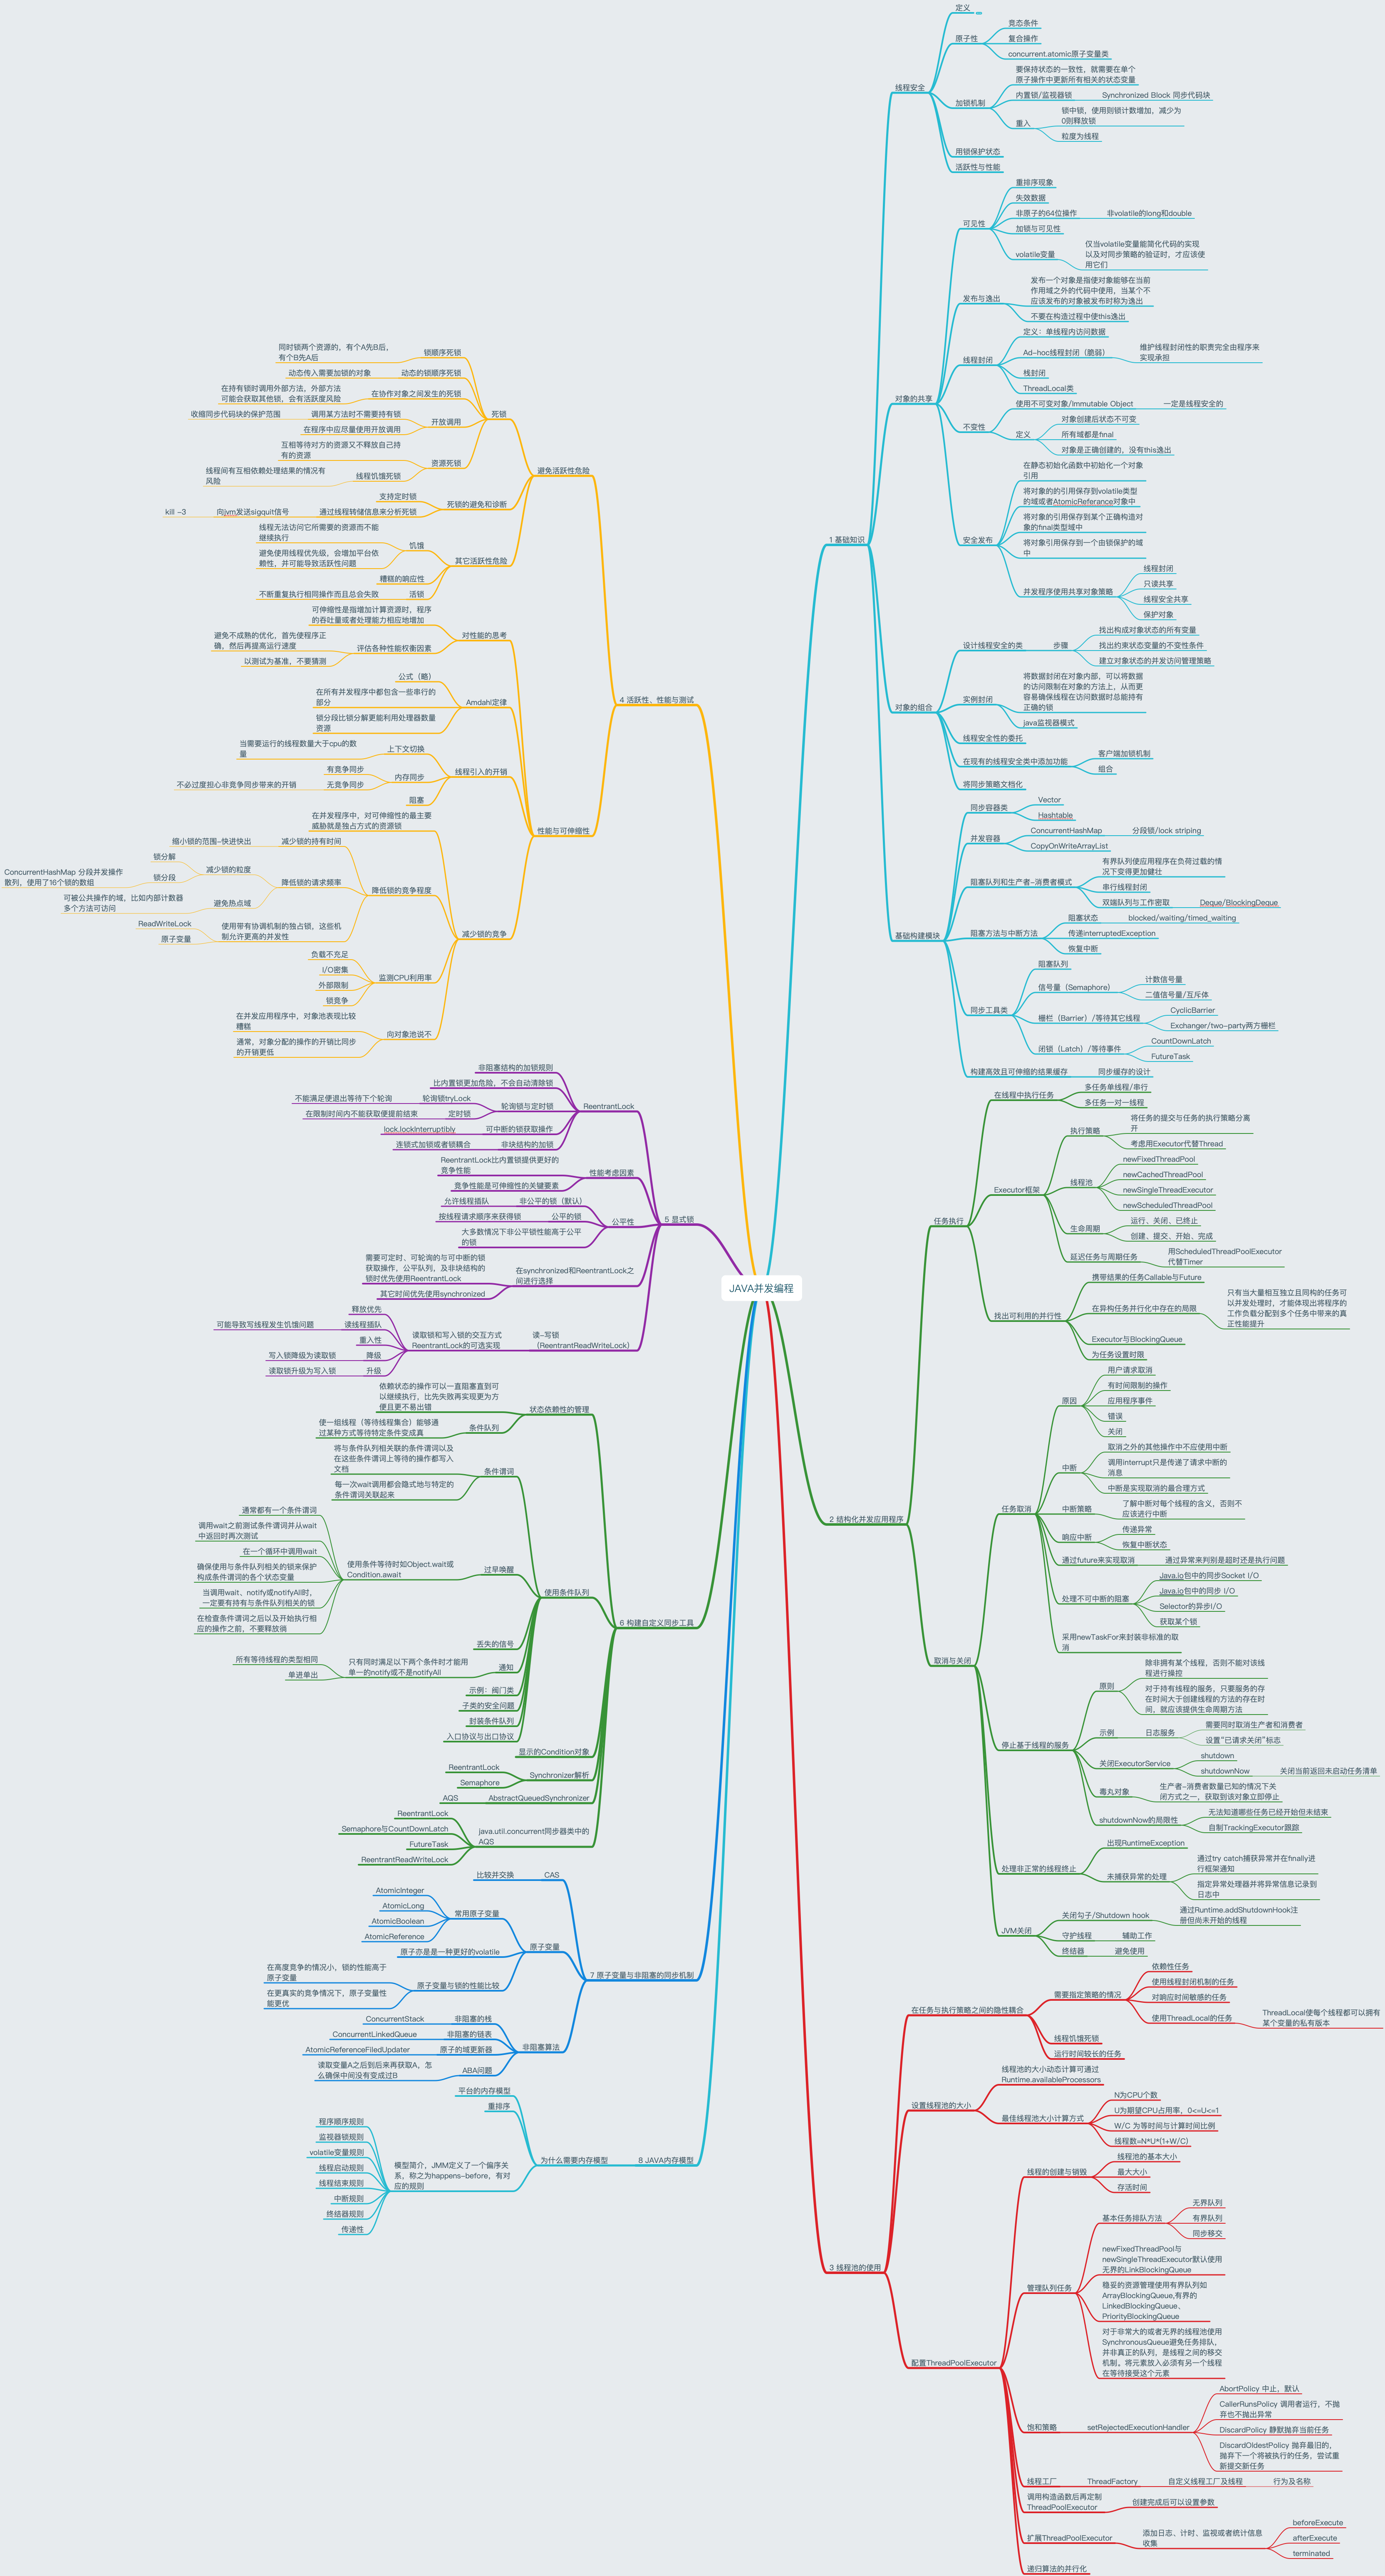 JAVA并发编程
1 基础知识
线程安全
定义
原子性
竞态条件
复合操作
concurrent.atomic原子变量类
加锁机制
要保持状态的一致性，就需要在单个
原子操作中更新所有相关的状态变量
内置锁/监视器锁
Synchronized Block 同步代码块
重入
锁中锁，使用则锁计数增加，减少为
0则释放锁
粒度为线程
用锁保护状态
活跃性与性能
对象的共享
可见性
重排序现象
失效数据
非原子的64位操作
非volatile的long和double
加锁与可见性
volatile变量
仅当volatile变量能简化代码的实现
以及对同步策略的验证时，才应该使
用它们
发布与逸出
发布一个对象是指使对象能够在当前
作用域之外的代码中使用，当某个不
应该发布的对象被发布时称为逸出
不要在构造过程中使this逸出
线程封闭
定义：单线程内访问数据
Ad-hoc线程封闭（脆弱）
维护线程封闭性的职责完全由程序来
实现承担
栈封闭
ThreadLocal类
不变性
使用不可变对象/Immutable Object
一定是线程安全的
定义
对象创建后状态不可变
所有域都是final
对象是正确创建的，没有this逸出
安全发布
在静态初始化函数中初始化一个对象
引用
将对象的的引用保存到volatile类型
的域或者AtomicReferance对象中
将对象的引用保存到某个正确构造对
象的final类型域中
将对象引用保存到一个由锁保护的域
中
并发程序使用共享对象策略
线程封闭
只读共享
线程安全共享
保护对象
对象的组合
设计线程安全的类
步骤
找出构成对象状态的所有变量
找出约束状态变量的不变性条件
建立对象状态的并发访问管理策略
实例封闭
将数据封闭在对象内部，可以将数据
的访问限制在对象的方法上，从而更
容易确保线程在访问数据时总能持有
正确的锁
java监视器模式
线程安全性的委托
在现有的线程安全类中添加功能
客户端加锁机制
组合
将同步策略文档化
基础构建模块
同步容器类
Vector
Hashtable
并发容器
ConcurrentHashMap
分段锁/lock striping
CopyOnWriteArrayList
阻塞队列和生产者-消费者模式
有界队列使应用程序在负荷过载的情
况下变得更加健壮
串行线程封闭
双端队列与工作密取
Deque/BlockingDeque
阻塞方法与中断方法
阻塞状态
blocked/waiting/timed_waiting
传递interruptedException
恢复中断
同步工具类
阻塞队列
信号量（Semaphore）
计数信号量
二值信号量/互斥体
栅栏（Barrier）/等待其它线程
CyclicBarrier
Exchanger/two-party两方栅栏
闭锁（Latch）/等待事件
CountDownLatch
FutureTask
构建高效且可伸缩的结果缓存
同步缓存的设计
2 结构化并发应用程序
任务执行
在线程中执行任务
多任务单线程/串行
多任务一对一线程
Executor框架
执行策略
将任务的提交与任务的执行策略分离
开
考虑用Executor代替Thread
线程池
newFixedThreadPool
newCachedThreadPool
newSingleThreadExecutor
newScheduledThreadPool
生命周期
运行、关闭、已终止
创建、提交、开始、完成
延迟任务与周期任务
用ScheduledThreadPoolExecutor
代替Timer
找出可利用的并行性
携带结果的任务Callable与Future
在异构任务并行化中存在的局限
只有当大量相互独立且同构的任务可
以并发处理时，才能体现出将程序的
工作负载分配到多个任务中带来的真
正性能提升
Executor与BlockingQueue
为任务设置时限
取消与关闭
任务取消
原因
用户请求取消
有时间限制的操作
应用程序事件
错误
关闭
中断
取消之外的其他操作中不应使用中断
调用interrupt只是传递了请求中断的
消息
中断是实现取消的最合理方式
中断策略
了解中断对每个线程的含义，否则不
应该进行中断
响应中断
传递异常
恢复中断状态
通过future来实现取消
通过异常来判别是超时还是执行问题
处理不可中断的阻塞
Java.io包中的同步Socket I/O
Java.io包中的同步 I/O
Selector的异步I/O
获取某个锁
采用newTaskFor来封装非标准的取
消
停止基于线程的服务
原则
除非拥有某个线程，否则不能对该线
程进行操控
对于持有线程的服务，只要服务的存
在时间大于创建线程的方法的存在时
间，就应该提供生命周期方法
示例
日志服务
需要同时取消生产者和消费者
设置“已请求关闭”标志
关闭ExecutorService
shutdown
shutdownNow
关闭当前返回未启动任务清单
毒丸对象
生产者-消费者数量已知的情况下关
闭方式之一，获取到该对象立即停止
shutdownNow的局限性
无法知道哪些任务已经开始但未结束
自制TrackingExecutor跟踪
处理非正常的线程终止
出现RuntimeException
未捕获异常的处理
通过try catch捕获异常并在finally进
行框架通知
指定异常处理器并将异常信息记录到
日志中
JVM关闭
关闭勾子/Shutdown hook
通过Runtime.addShutdownHook注
册但尚未开始的线程
守护线程
辅助工作
终结器
避免使用
3 线程池的使用
在任务与执行策略之间的隐性耦合
需要指定策略的情况
依赖性任务
使用线程封闭机制的任务
对响应时间敏感的任务
使用ThreadLocal的任务
ThreadLocal使每个线程都可以拥有
某个变量的私有版本
线程饥饿死锁
运行时间较长的任务
设置线程池的大小
线程池的大小动态计算可通过
Runtime.availableProcessors
最佳线程池大小计算方式
N为CPU个数
U为期望CPU占用率，0<=U<=1
W/C 为等时间与计算时间比例
线程数=N*U*(1+W/C)
配置ThreadPoolExecutor
线程的创建与销毁
线程池的基本大小
最大大小
存活时间
管理队列任务
基本任务排队方法
无界队列
有界队列
同步移交
newFixedThreadPool与
newSingleThreadExecutor默认使用
无界的LinkBlockingQueue
稳妥的资源管理使用有界队列如
ArrayBlockingQueue,有界的
LinkedBlockingQueue、
PriorityBlockingQueue
对于非常大的或者无界的线程池使用
SynchronousQueue避免任务排队，
并非真正的队列，是线程之间的移交
机制。将元素放入必须有另一个线程
在等待接受这个元素
饱和策略
setRejectedExecutionHandler
AbortPolicy 中止，默认
CallerRunsPolicy 调用者运行，不抛
弃也不抛出异常
DiscardPolicy 静默抛弃当前任务
DiscardOldestPolicy 抛弃最旧的，
抛弃下一个将被执行的任务，尝试重
新提交新任务
线程工厂
ThreadFactory
自定义线程工厂及线程
行为及名称
调用构造函数后再定制
ThreadPoolExecutor
创建完成后可以设置参数
扩展ThreadPoolExecutor
添加日志、计时、监视或者统计信息
收集
beforeExecute
afterExecute
terminated
递归算法的并行化
4 活跃性、性能与测试
避免活跃性危险
死锁
锁顺序死锁
同时锁两个资源的，有个A先B后，
有个B先A后
动态的锁顺序死锁
动态传入需要加锁的对象
在协作对象之间发生的死锁
在持有锁时调用外部方法，外部方法
可能会获取其他锁，会有活跃度风险
开放调用
调用某方法时不需要持有锁
收缩同步代码块的保护范围
在程序中应尽量使用开放调用
资源死锁
互相等待对方的资源又不释放自己持
有的资源
线程饥饿死锁
线程间有互相依赖处理结果的情况有
风险
死锁的避免和诊断
支持定时锁
通过线程转储信息来分析死锁
向jvm发送sigquit信号
kill -3
其它活跃性危险
饥饿
线程无法访问它所需要的资源而不能
继续执行
避免使用线程优先级，会增加平台依
赖性，并可能导致活跃性问题
糟糕的响应性
活锁
不断重复执行相同操作而且总会失败
性能与可伸缩性
对性能的思考
可伸缩性是指增加计算资源时，程序
的吞吐量或者处理能力相应地增加
评估各种性能权衡因素
避免不成熟的优化，首先使程序正
确，然后再提高运行速度
以测试为基准，不要猜测
Amdahl定律
公式（略）
在所有并发程序中都包含一些串行的
部分
锁分段比锁分解更能利用处理器数量
资源
线程引入的开销
上下文切换
当需要运行的线程数量大于cpu的数
量
内存同步
有竞争同步
无竞争同步
不必过度担心非竞争同步带来的开销
阻塞
减少锁的竞争
在并发程序中，对可伸缩性的最主要
威胁就是独占方式的资源锁
降低锁的竞争程度
减少锁的持有时间
缩小锁的范围-快进快出
降低锁的请求频率
减少锁的粒度
锁分解
锁分段
ConcurrentHashMap 分段并发操作
散列，使用了16个锁的数组
避免热点域
可被公共操作的域，比如内部计数器
多个方法可访问
使用带有协调机制的独占锁，这些机
制允许更高的并发性
ReadWriteLock
原子变量
监测CPU利用率
负载不充足
I/O密集
外部限制
锁竞争
向对象池说不
在并发应用程序中，对象池表现比较
糟糕
通常，对象分配的操作的开销比同步
的开销更低
5 显式锁
ReentrantLock
非阻塞结构的加锁规则
比内置锁更加危险，不会自动清除锁
轮询锁与定时锁
轮询锁tryLock
不能满足便退出等待下个轮询
定时锁
在限制时间内不能获取便提前结束
可中断的锁获取操作
lock.lockInterruptibly
非块结构的加锁
连锁式加锁或者锁耦合
性能考虑因素
ReentrantLock比内置锁提供更好的
竞争性能
竞争性能是可伸缩性的关键要素
公平性
非公平的锁（默认）
允许线程插队
公平的锁
按线程请求顺序来获得锁
大多数情况下非公平锁性能高于公平
的锁
在synchronized和ReentrantLock之
间进行选择
需要可定时、可轮询的与可中断的锁
获取操作，公平队列，及非块结构的
锁时优先使用ReentrantLock
其它时间优先使用synchronized
读-写锁
（ReentrantReadWriteLock）
读取锁和写入锁的交互方式
ReentrantLock的可选实现
释放优先
读线程插队
可能导致写线程发生饥饿问题
重入性
降级
写入锁降级为读取锁
升级
读取锁升级为写入锁
6 构建自定义同步工具
状态依赖性的管理
依赖状态的操作可以一直阻塞直到可
以继续执行，比先失败再实现更为方
便且更不易出错
条件队列
使一组线程（等待线程集合）能够通
过某种方式等待特定条件变成真
使用条件队列
条件谓词
将与条件队列相关联的条件谓词以及
在这些条件谓词上等待的操作都写入
文档
每一次wait调用都会隐式地与特定的
条件谓词关联起来
过早唤醒
使用条件等待时如Object.wait或
Condition.await
通常都有一个条件谓词
调用wait之前测试条件谓词并从wait
中返回时再次测试
在一个循环中调用wait
确保使用与条件队列相关的锁来保护
构成条件谓词的各个状态变量
当调用wait、notify或notifyAll时，
一定要有持有与条件队列相关的锁
在检查条件谓词之后以及开始执行相
应的操作之前，不要释放徜
丢失的信号
通知
只有同时满足以下两个条件时才能用
单一的notify或不是notifyAll
所有等待线程的类型相同
单进单出
示例：阀门类
子类的安全问题
封装条件队列
入口协议与出口协议
显示的Condition对象
Synchronizer解析
ReentrantLock
Semaphore
AbstractQueuedSynchronizer
AQS
java.util.concurrent同步器类中的
AQS
ReentrantLock
Semaphore与CountDownLatch
FutureTask
ReentrantReadWriteLock
7 原子变量与非阻塞的同步机制
CAS
比较并交换
原子变量
常用原子变量
AtomicInteger
AtomicLong
AtomicBoolean
AtomicReference
原子亦是是一种更好的volatile
原子变量与锁的性能比较
在高度竞争的情况小，锁的性能高于
原子变量
在更真实的竞争情况下，原子变量性
能更优
非阻塞算法
非阻塞的栈
ConcurrentStack
非阻塞的链表
ConcurrentLinkedQueue
原子的域更新器
AtomicReferenceFiledUpdater
ABA问题
读取变量A之后到后来再获取A，怎
么确保中间没有变成过B
8 JAVA内存模型
为什么需要内存模型
平台的内存模型
重排序
模型简介，JMM定义了一个偏序关
系，称之为happens-before，有对
应的规则
程序顺序规则
监视器锁规则
volatile变量规则
线程启动规则
线程结束规则
中断规则
终结器规则
传递性